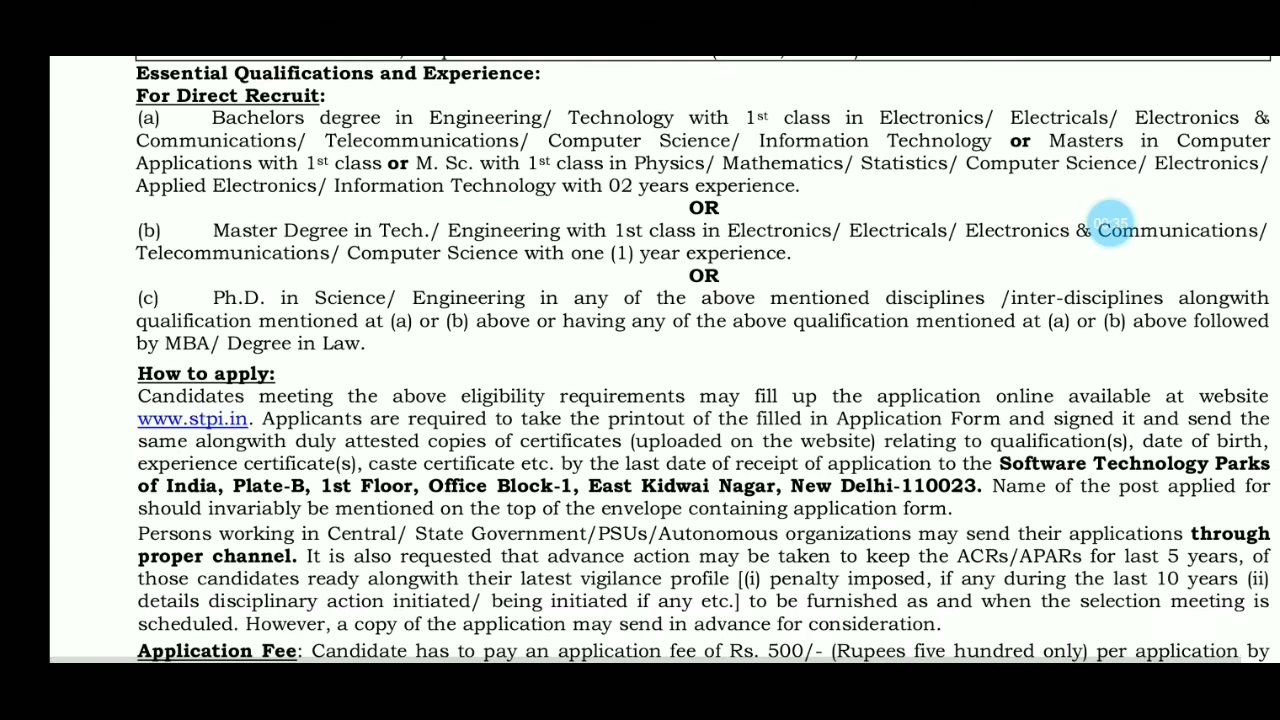 Essential Qualifications and Experience:
For Direct Recruit:
(a) Bachelors degree in Engineering/ Technology with 1st class in Electronics/ Electricals/ Electronics &
Communications/ Telecommunications/ Computer Science/ Information Technology or Masters in Computer
Applications with 1st class or M. Sc. with 1st class in Physics/ Mathematics/ Statistics/ Computer Science/ Electronics/
Applied Electronics/ Information Technology with 02 years experience.
OR
00:35
(b) Master Degree in Tech./ Engineering with 1st class in Electronics/ Electricals/ Electronics & Communications/
Telecommunications/ Computer Science with one (1) year experience.
OR
(c) Ph.D. in Science/ Engineering in any of the above mentioned disciplines /inter-disciplines alongwith
qualification mentioned at (a) or (b) above or having any of the above qualification mentioned at (a) or (b) above followed
by MBA/ Degree in Law.
How to apply:
Candidates meeting the above eligibility requirements may fill up the application online available at website
www.stpi.in. Applicants are required to take the printout of the filled in Application Form and signed it and send the
same alongwith duly attested copies of certificates (uploaded on the website) relating to qualification(s), date of birth,
experience certificate(s), caste certificate etc. by the last date of receipt of application to the Software Technology Parks
of India, Plate-B, 1st Floor, Office Block-1, East Kidwai Nagar, New Delhi-110023. Name of the post applied for
should invariably be mentioned on the top of the envelope containing application form.
Persons working in Central/ State Government/PSUs/Autonomous organizations may send their applications through
proper channel. It is also requested that advance action may be taken to keep the ACRs/APARs for last 5 years, of
those candidates ready alongwith their latest vigilance profile [(i) penalty imposed, if any during the last 10 years (ii)
details disciplinary action initiated/ being initiated if any etc.] to be furnished as and when the selection meeting is
scheduled. However, a copy of the application may send in advance for consideration.
Application Fee: Candidate has to pay an application fee of Rs. 500/- (Rupees five hundred only) per application by